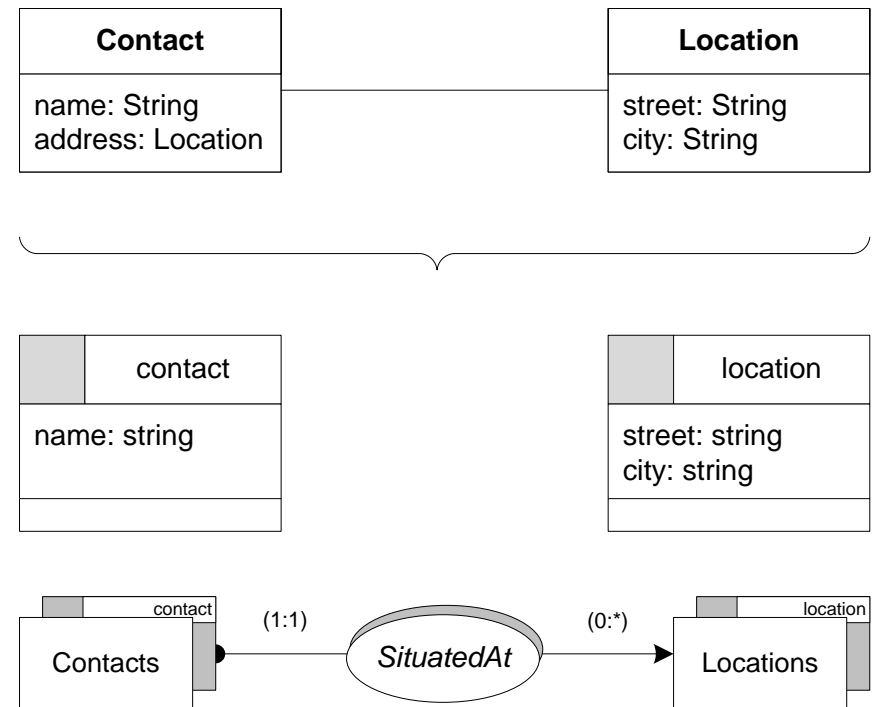 Contact
Location
name: String
address: Location
street: String
city: String
contact
location
name: string
street: string
city: string
contact
(1:1)
(0:*)
location
Contacts
SituatedAt
Locations